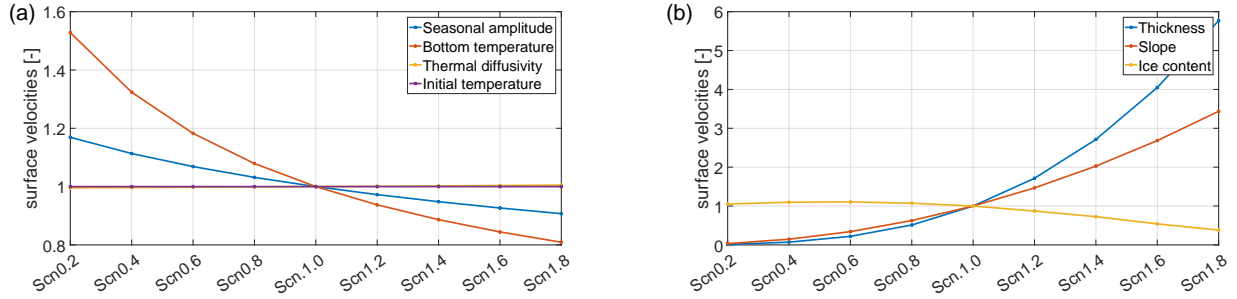 (a)
surface velocities [-]
1.6
1.4
1.2
1
0.8
Seasonal amplitude
Bottom temperature
Thermal diffusivity
Initial temperature
Scn0.2
Scn0.4
Scn0.6
Scn0.8
Scn.1.0
Scn1.2
Scn1.4
Scn1.6
Scn1.8
(b)
surface velocities [-]
6
5
4
3
2
1
0
Thickness
Slope
Ice content
Scn0.2
Scn0.4
Scn0.6
Scn0.8
Scn.1.0
Scn1.2
Scn1.4
Scn1.6
Scn1.8